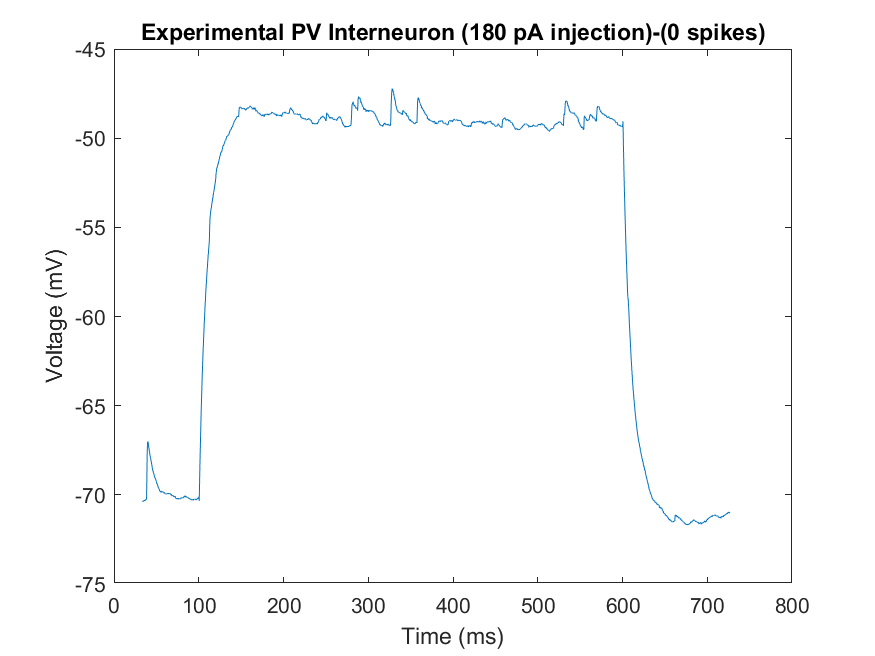 Experimental PV Interneuron (180 pA injection)-(0 spikes)
-45
-50
-55
-60
-65
-70
-75
Voltage (mV)
0 100 200 300 400 500 600 700 800
Time (ms)